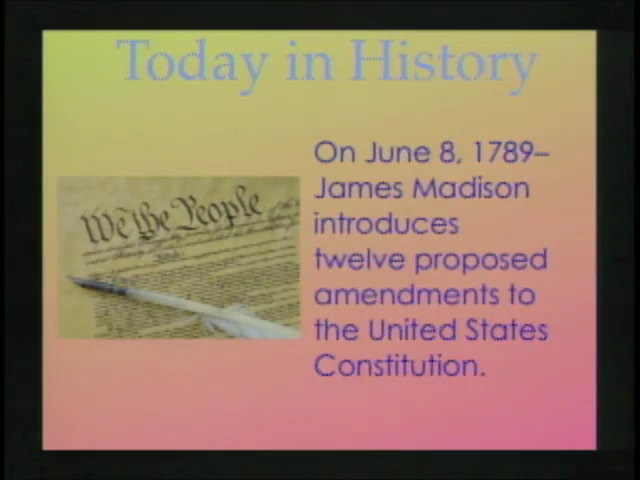 Today in History
On June 8, 1789–
James Madison
introduces
twelve proposed
amendments to
the United States
Constitution.
We the People